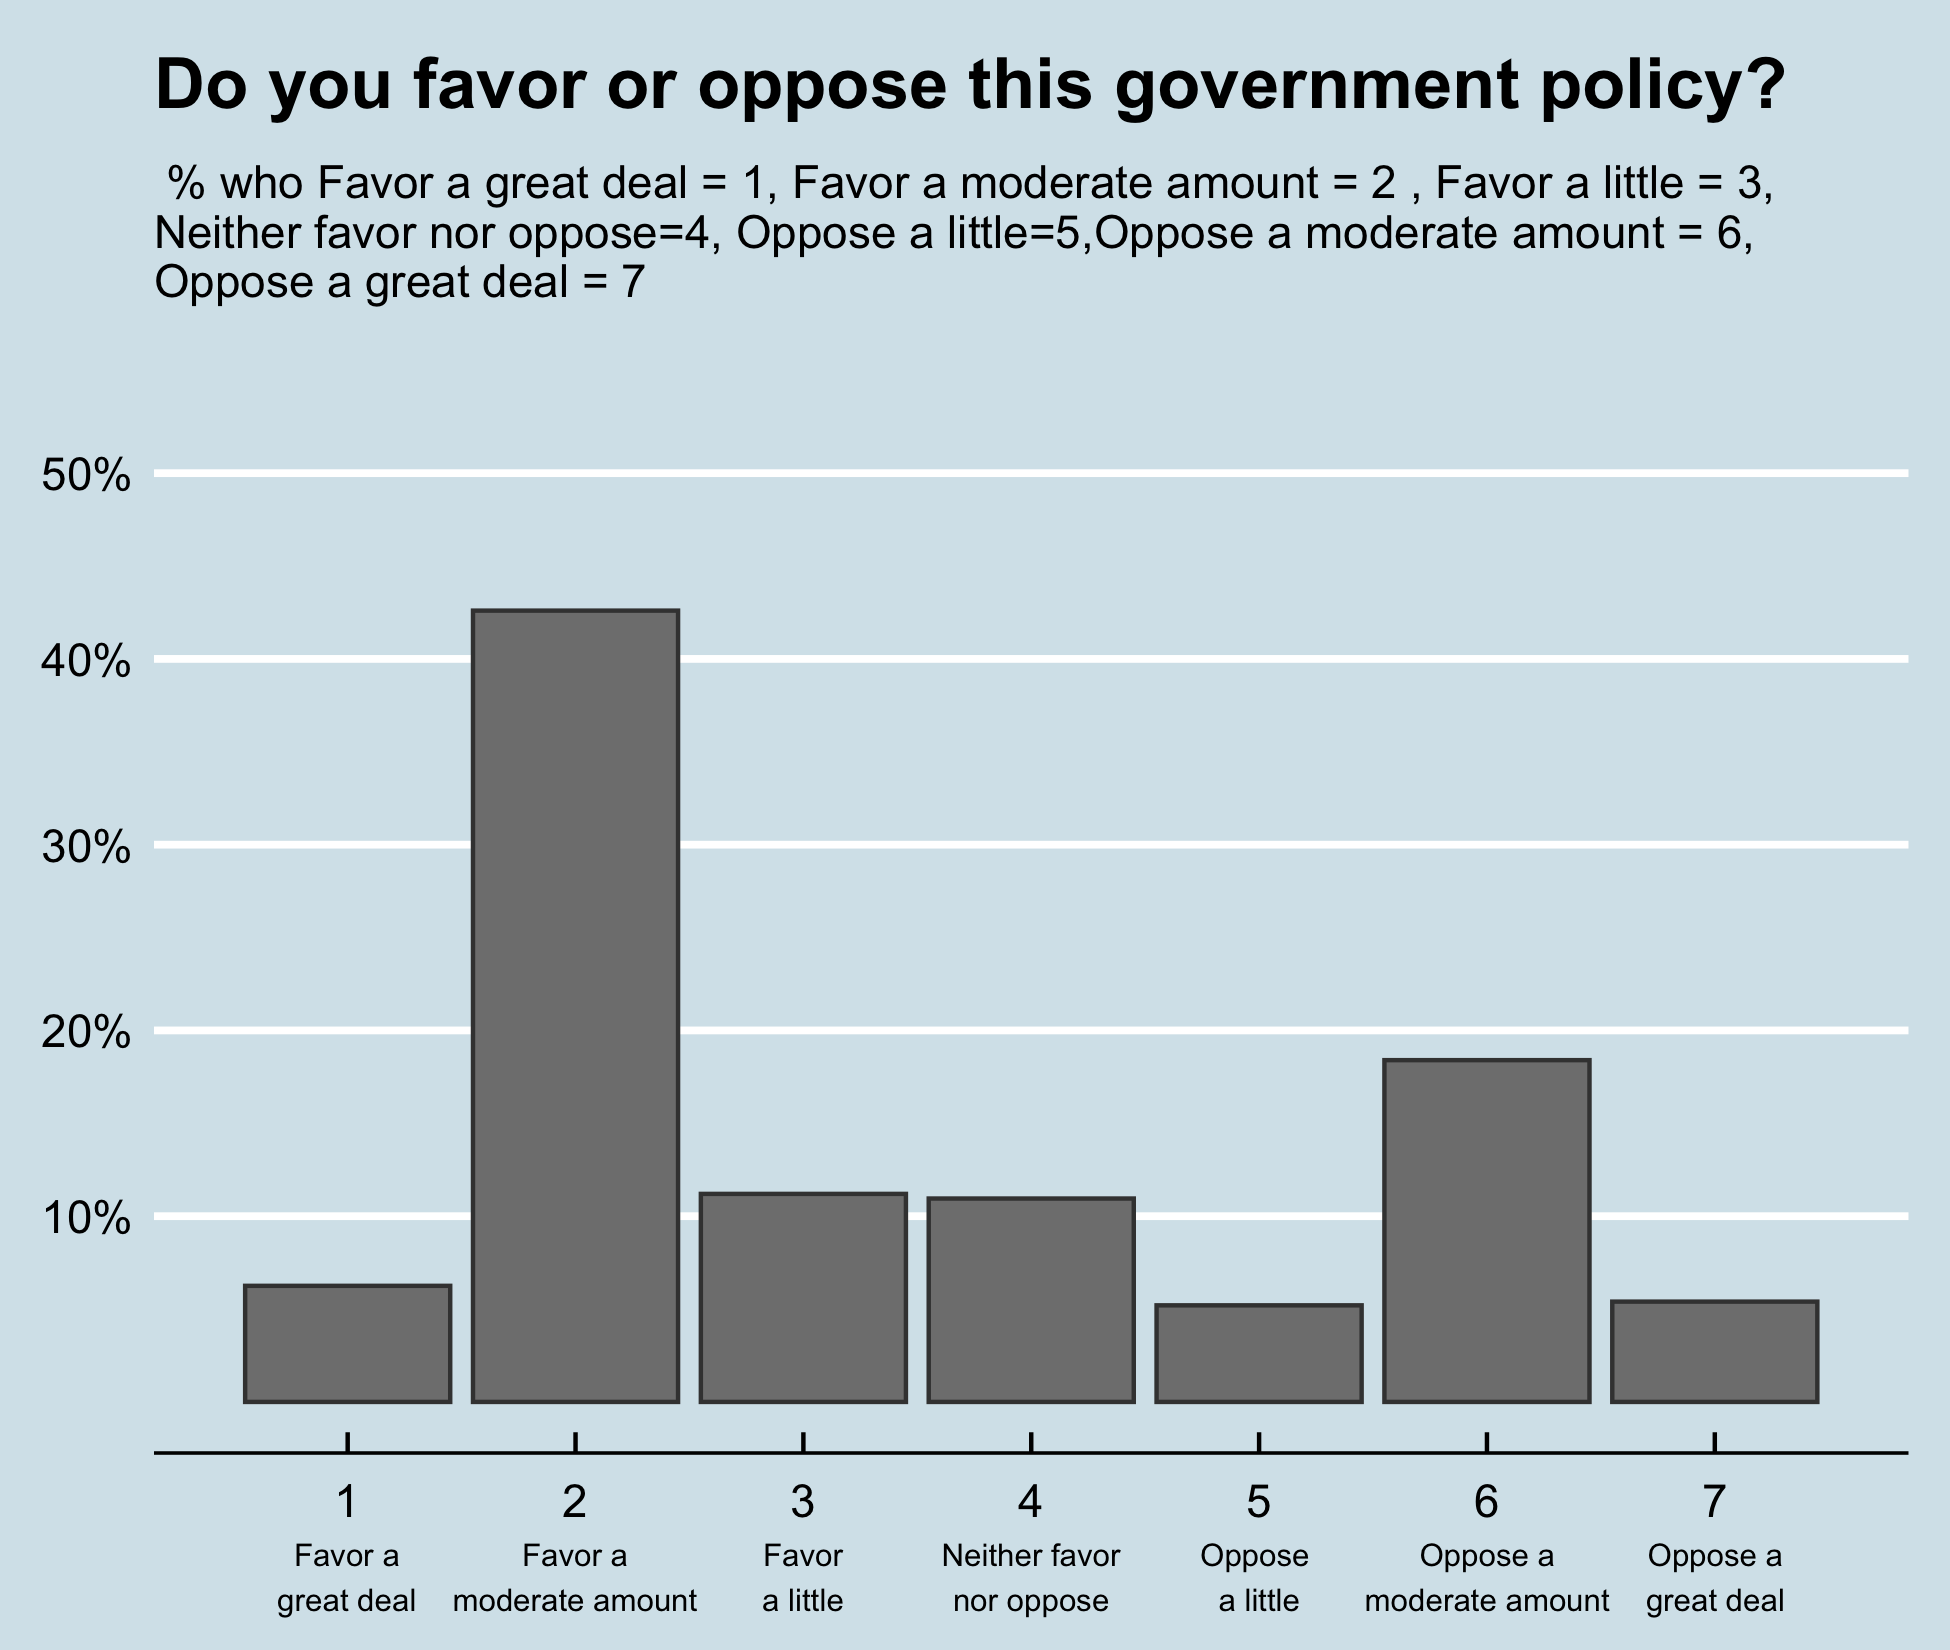 Do you favor or oppose this government policy?
% who Favor a great deal = 1, Favor a moderate amount = 2 , Favor a little = 3,
Neither favor nor oppose=4, Oppose a little=5,Oppose a moderate amount = 6,
Oppose a great deal = 7
50%
40%
30%
20%
10%
1 2 3 4 5 6 7
Favor a Favor a Favor Neither favor Oppose Oppose a Oppose a
great deal moderate amount a little nor oppose a little moderate amount great deal